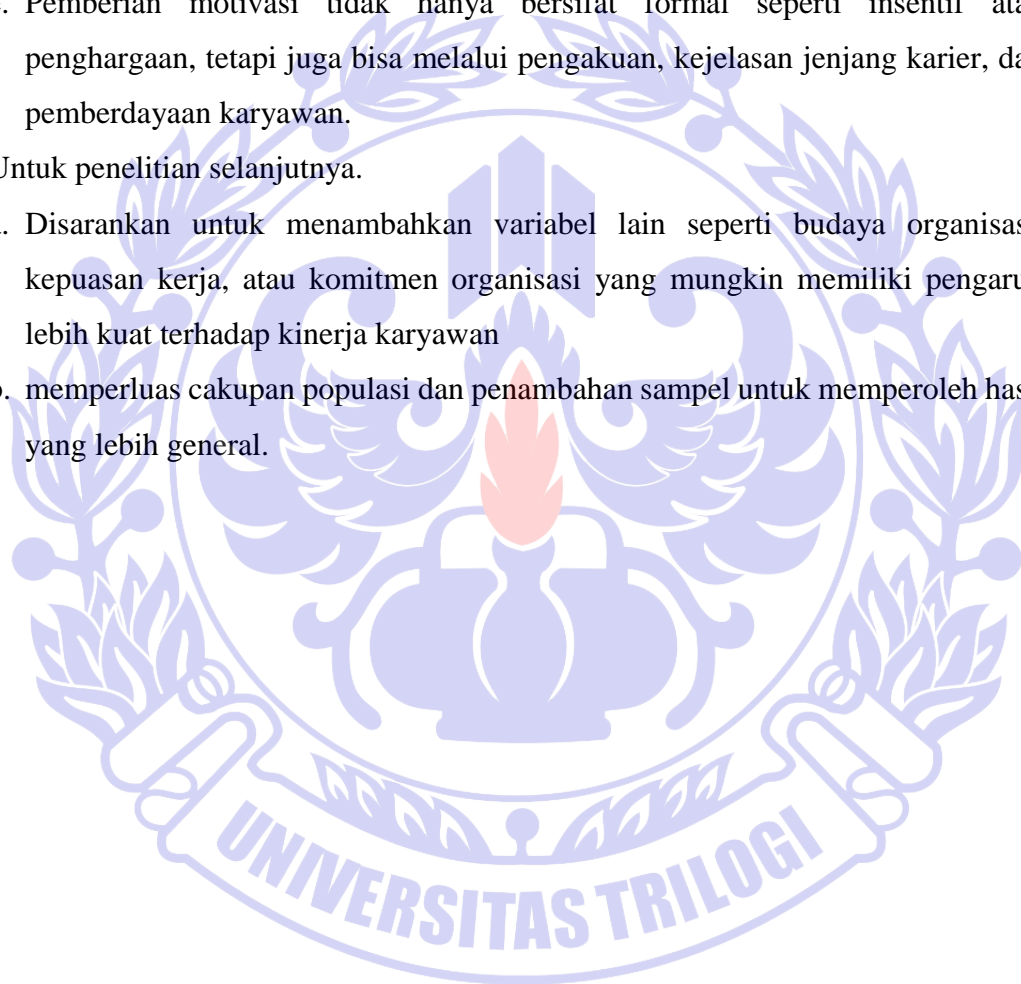 Pemberian motivasi tidak hanya bersifat formal seperti insentif
penghargaan, tetapi juga bisa melalui pengakuan, kejelasan jenjang karier,
pemberdayaan karyawan.
Untuk penelitian selanjutnya.
Disarankan untuk menambahkan variabel lain seperti budaya
kepuasan kerja, atau komitmen organisasi yang mungkin memiliki
lebih kuat terhadap kinerja karyawan
memperluas cakupan populasi dan penambahan sampel untuk memperoleh
yang lebih general.
UNIVERSITAS TRILOGI